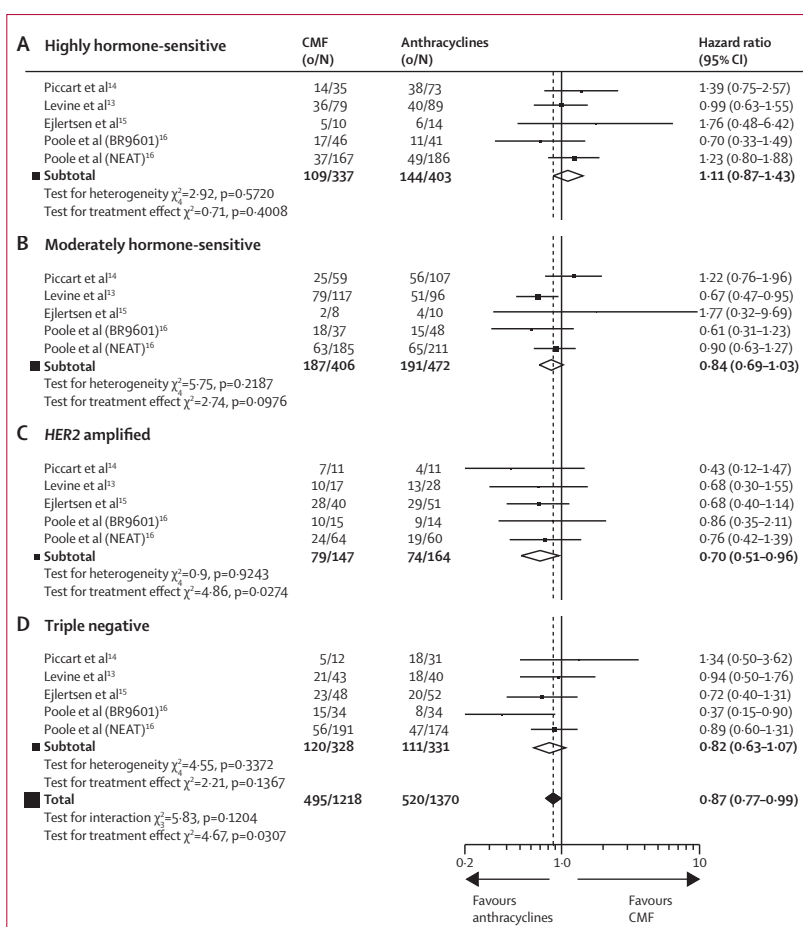 A Highly hormone-sensitive CMF (o/N) Anthracyclines (o/N) Hazard ratio (95% CI)
Piccart et al¹⁴ 14/35 38/73 1·39 (0·75–2·57)
Levine et al¹³ 36/79 40/89 0·99 (0·63–1·55)
Ejlertsen et al¹⁵ 5/10 6/14 1·76 (0·48–6·42)
Poole et al (BR9601)¹⁶ 17/46 11/41 0·70 (0·33–1·49)
Poole et al (NEAT)¹⁶ 37/167 49/186 1·23 (0·80–1·88)
Subtotal 109/337 144/403 1·11 (0·87–1·43)
Test for heterogeneity χ²₄=2·92, p=0·5720
Test for treatment effect χ²=0·71, p=0·4008
B Moderately hormone-sensitive
Piccart et al¹⁴ 25/59 56/107 1·22 (0·76–1·96)
Levine et al¹³ 79/117 51/96 0·67 (0·47–0·95)
Ejlertsen et al¹⁵ 2/8 4/10 1·77 (0·32–9·69)
Poole et al (BR9601)¹⁶ 18/37 15/48 0·61 (0·31–1·23)
Poole et al (NEAT)¹⁶ 63/185 65/211 0·90 (0·63–1·27)
Subtotal 187/406 191/472 0·84 (0·69–1·03)
Test for heterogeneity χ²₄=5·75, p=0·2187
Test for treatment effect χ²=2·74, p=0·0976
C HER2 amplified
Piccart et al¹⁴ 7/11 4/11 0·43 (0·12–1·47)
Levine et al¹³ 10/17 13/28 0·68 (0·30–1·55)
Ejlertsen et al¹⁵ 28/40 29/51 0·68 (0·40–1·14)
Poole et al (BR9601)¹⁶ 10/15 9/14 0·86 (0·35–2·11)
Poole et al (NEAT)¹⁶ 24/64 19/60 0·76 (0·42–1·39)
Subtotal 79/147 74/164 0·70 (0·51–0·96)
Test for heterogeneity χ²₄=0·9, p=0·9243
Test for treatment effect χ²=4·86, p=0·0274
D Triple negative
Piccart et al¹⁴ 5/12 18/31 1·34 (0·50–3·62)
Levine et al¹³ 21/43 18/40 0·94 (0·50–1·76)
Ejlertsen et al¹⁵ 23/48 20/52 0·72 (0·40–1·31)
Poole et al (BR9601)¹⁶ 15/34 8/34 0·37 (0·15–0·90)
Poole et al (NEAT)¹⁶ 56/191 47/174 0·89 (0·60–1·31)
Subtotal 120/328 111/331 0·82 (0·63–1·07)
Test for heterogeneity χ²₄=4·55, p=0·3372
Test for treatment effect χ²=2·21, p=0·1367
Total 495/1218 520/1370 0·87 (0·77–0·99)
Test for interaction χ²₃=5·83, p=0·1204
Test for treatment effect χ²=4·67, p=0·0307
0·2 1·0 10
Favours anthracyclines Favours CMF